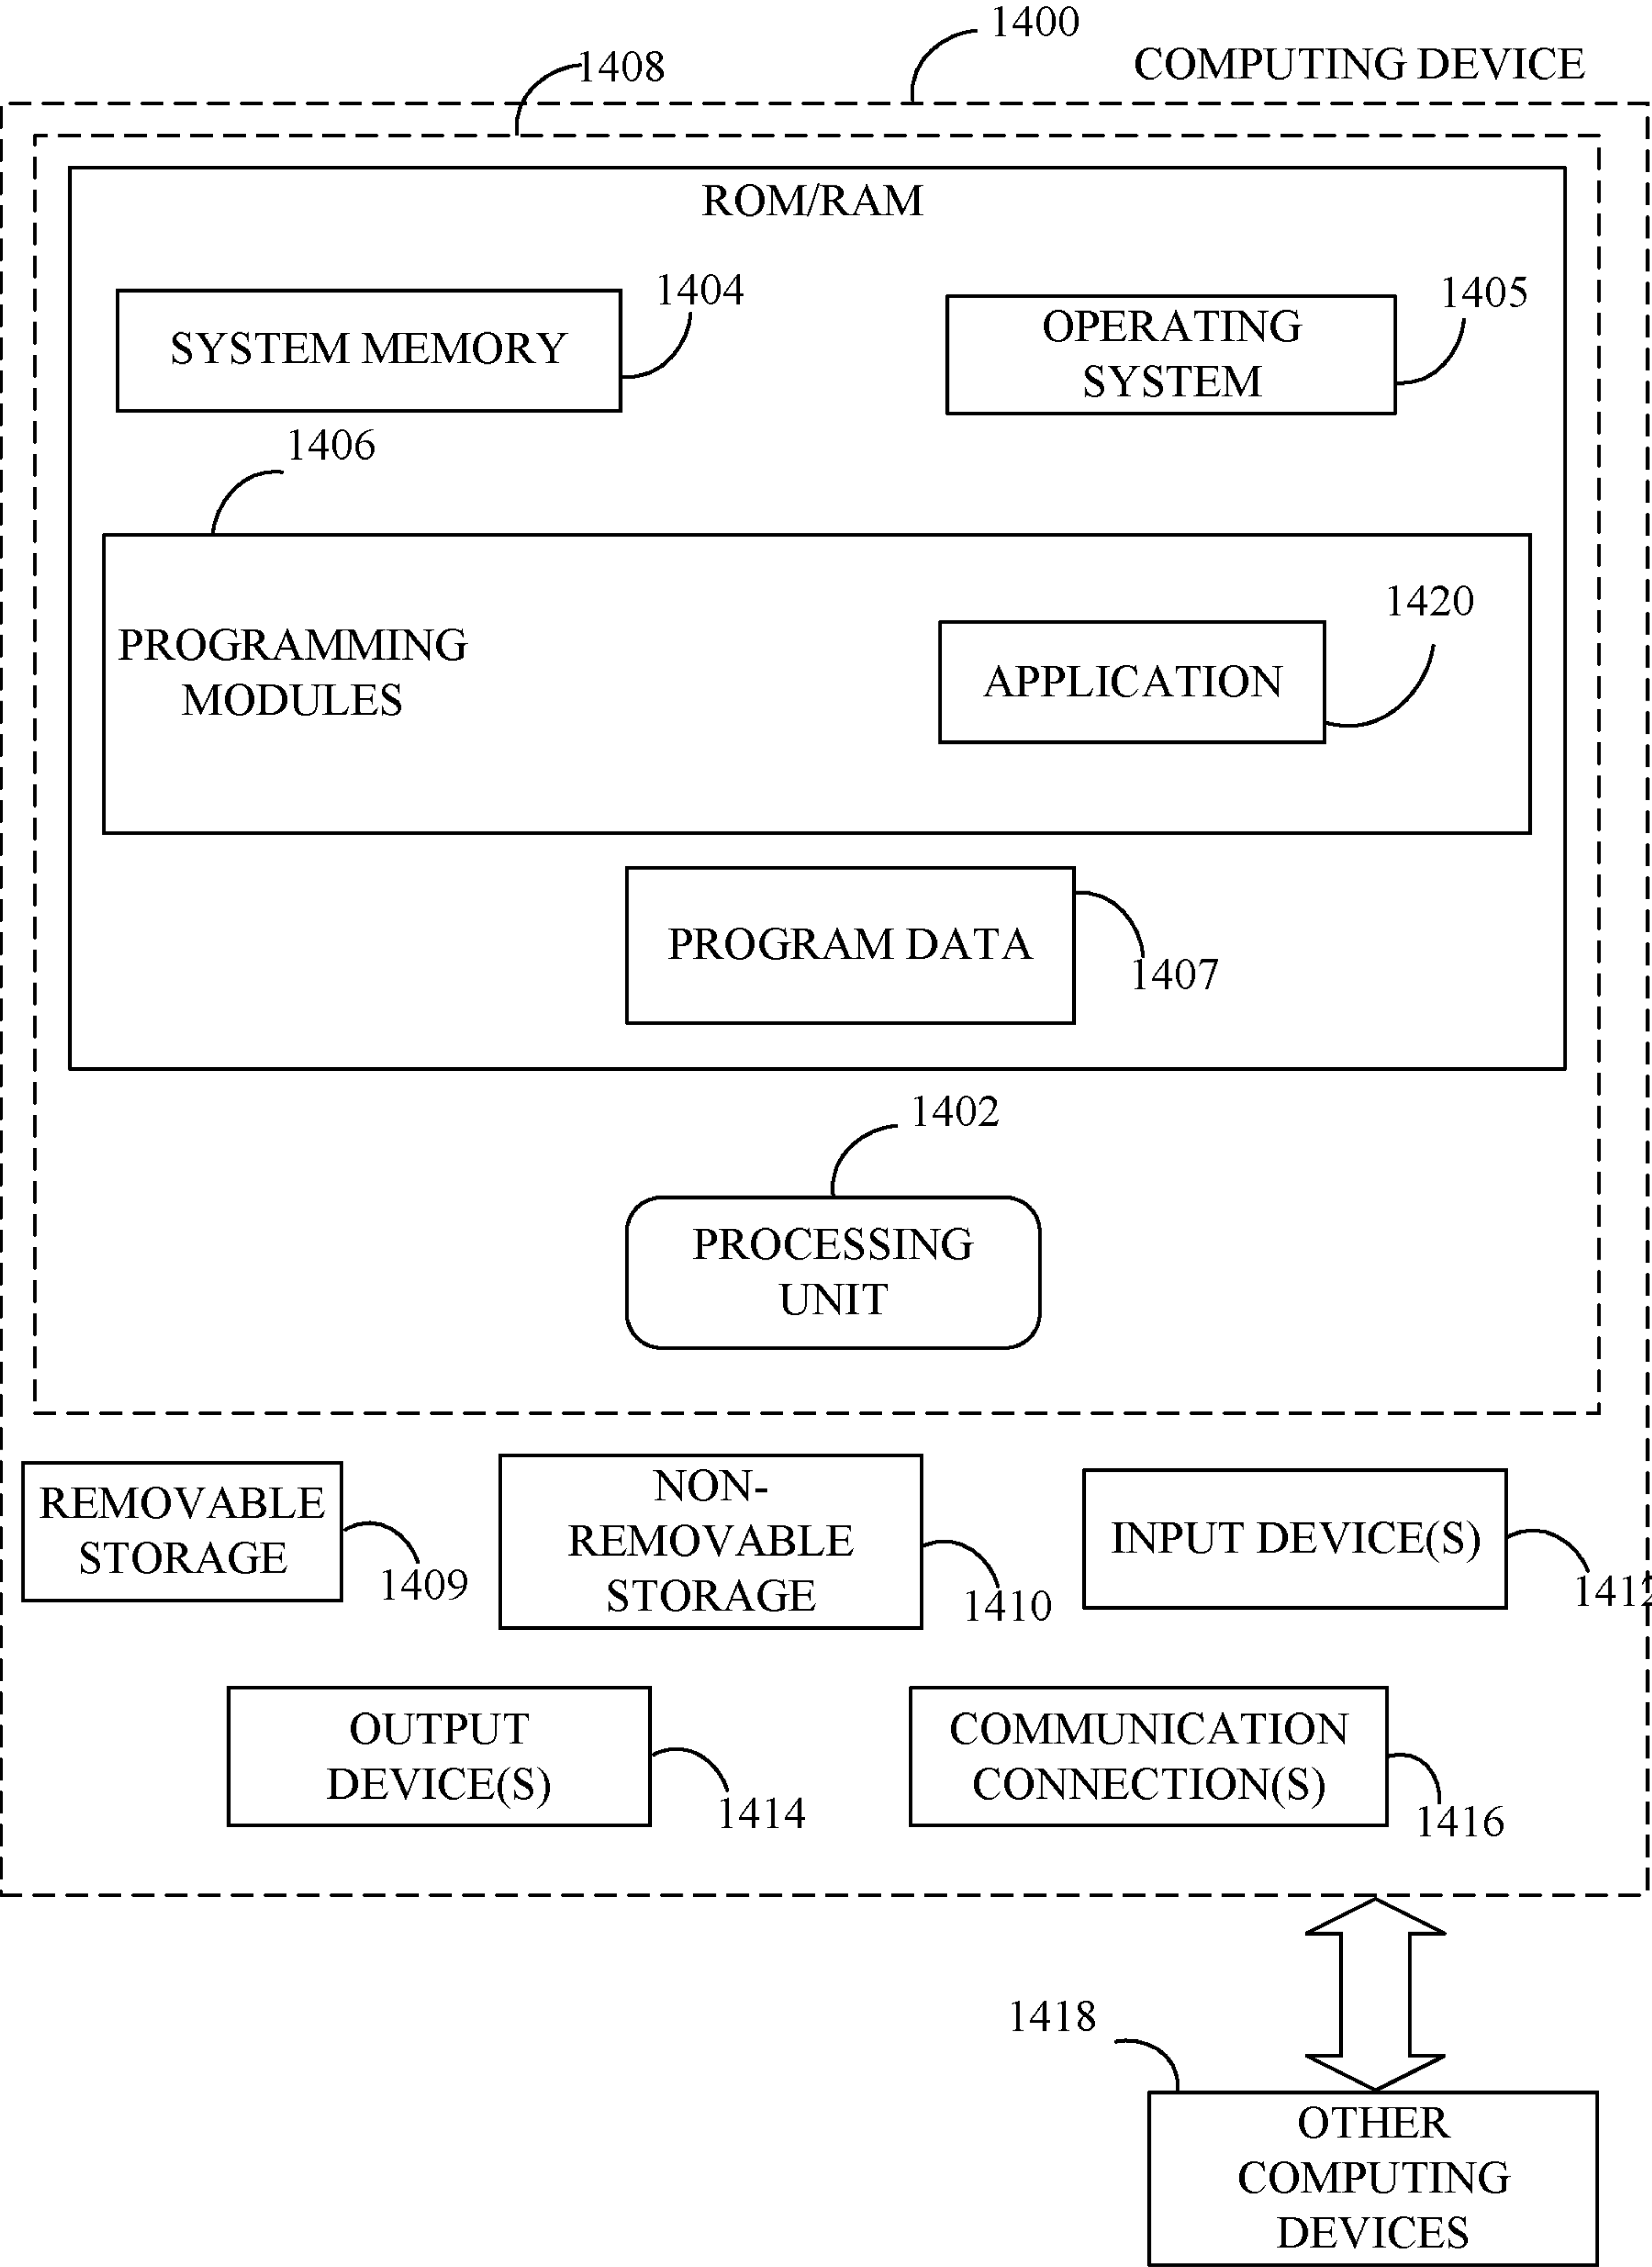 1400
COMPUTING DEVICE
1408
ROM/RAM
1404
SYSTEM MEMORY
1405
OPERATING
SYSTEM
1406
PROGRAMMING
MODULES
1420
APPLICATION
PROGRAM DATA
1407
1402
PROCESSING
UNIT
REMOVABLE
STORAGE
1409
NON-
REMOVABLE
STORAGE
1410
INPUT DEVICE(S)
1412
OUTPUT
DEVICE(S)
1414
COMMUNICATION
CONNECTION(S)
1416
1418
OTHER
COMPUTING
DEVICES